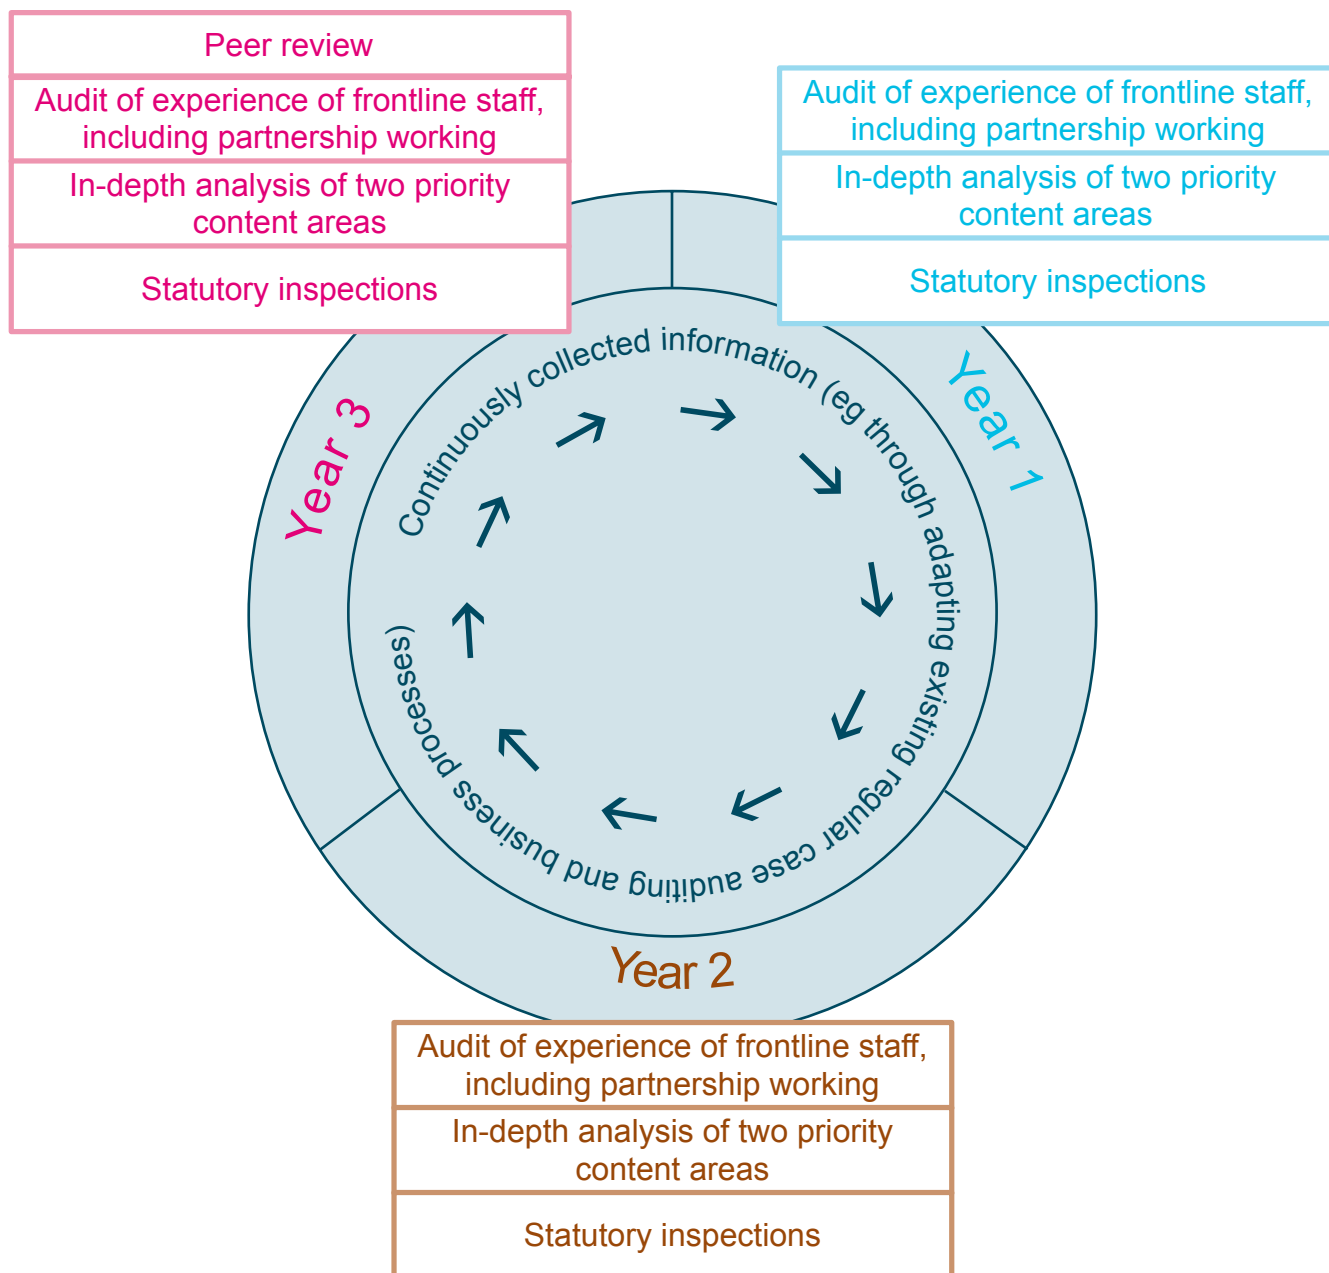 Peer review
Audit of experience of frontline staff,
including partnership working
In-depth analysis of two priority
content areas
Statutory inspections
Audit of experience of frontline staff,
including partnership working
In-depth analysis of two priority
content areas
Statutory inspections
Year 3
Year 1
Continuously collected information (eg through adapting existing regular case auditing and business processes)
Year 2
Audit of experience of frontline staff,
including partnership working
In-depth analysis of two priority
content areas
Statutory inspections